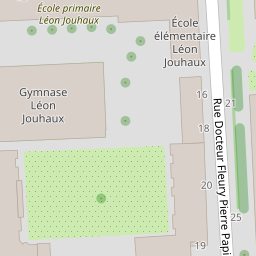 École primaire
Léon Jouhaux
École
élémentaire
Léon
Jouhaux
Gymnase
Léon
Jouhaux
16
21
18
20
25
19
Rue Docteur Fleury Pierre Papi